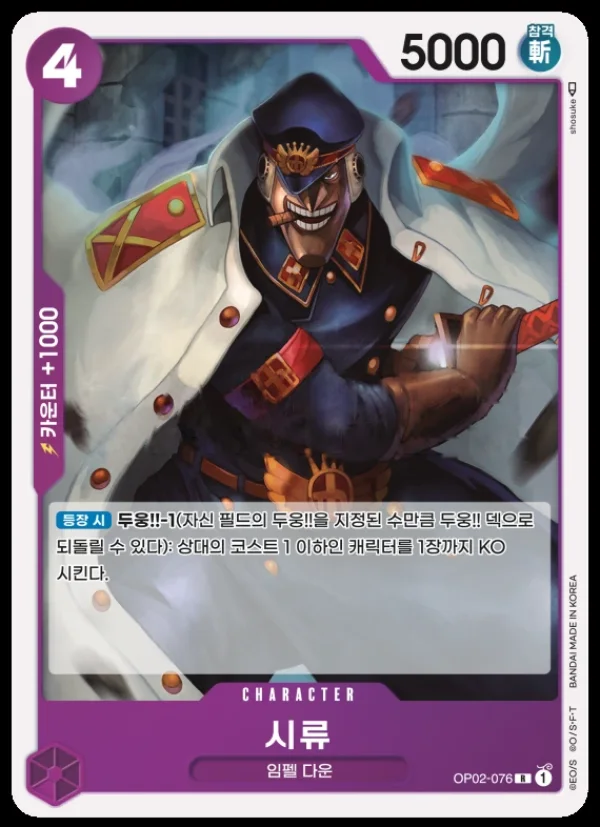 4
5000
참격
斬
shosuke
카운터 +1000
등장 시 두웅!!-1(자신 필드의 두웅!!을 지정된 수만큼 두웅!! 덱으로
되돌릴 수 있다): 상대의 코스트 1 이하인 캐릭터를 1장까지 KO
시킨다.
CHARACTER
시류
임펠 다운
OP02-076 R 1
©EO/S ©O/S·F·T BANDAI MADE IN KOREA